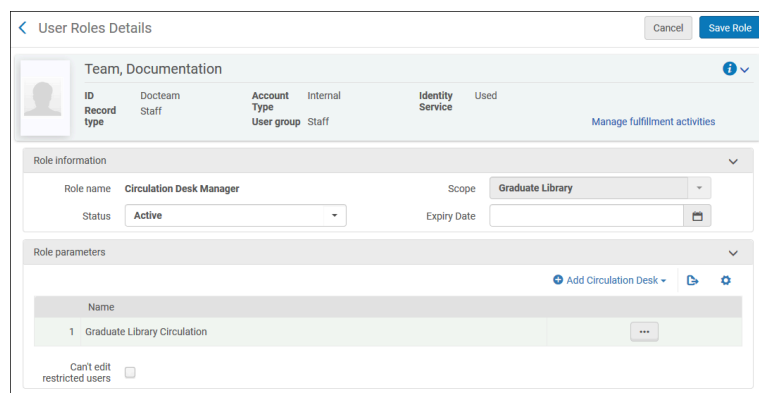 User Roles Details
Cancel
Save Role
Team, Documentation
ID Docteam Account Type Internal Identity Service Used
Record type Staff User group Staff
Manage fulfillment activities
Role information
Role name Circulation Desk Manager Scope Graduate Library
Status Active Expiry Date
Role parameters
Add Circulation Desk
Name
1 Graduate Library Circulation
Can't edit
restricted users